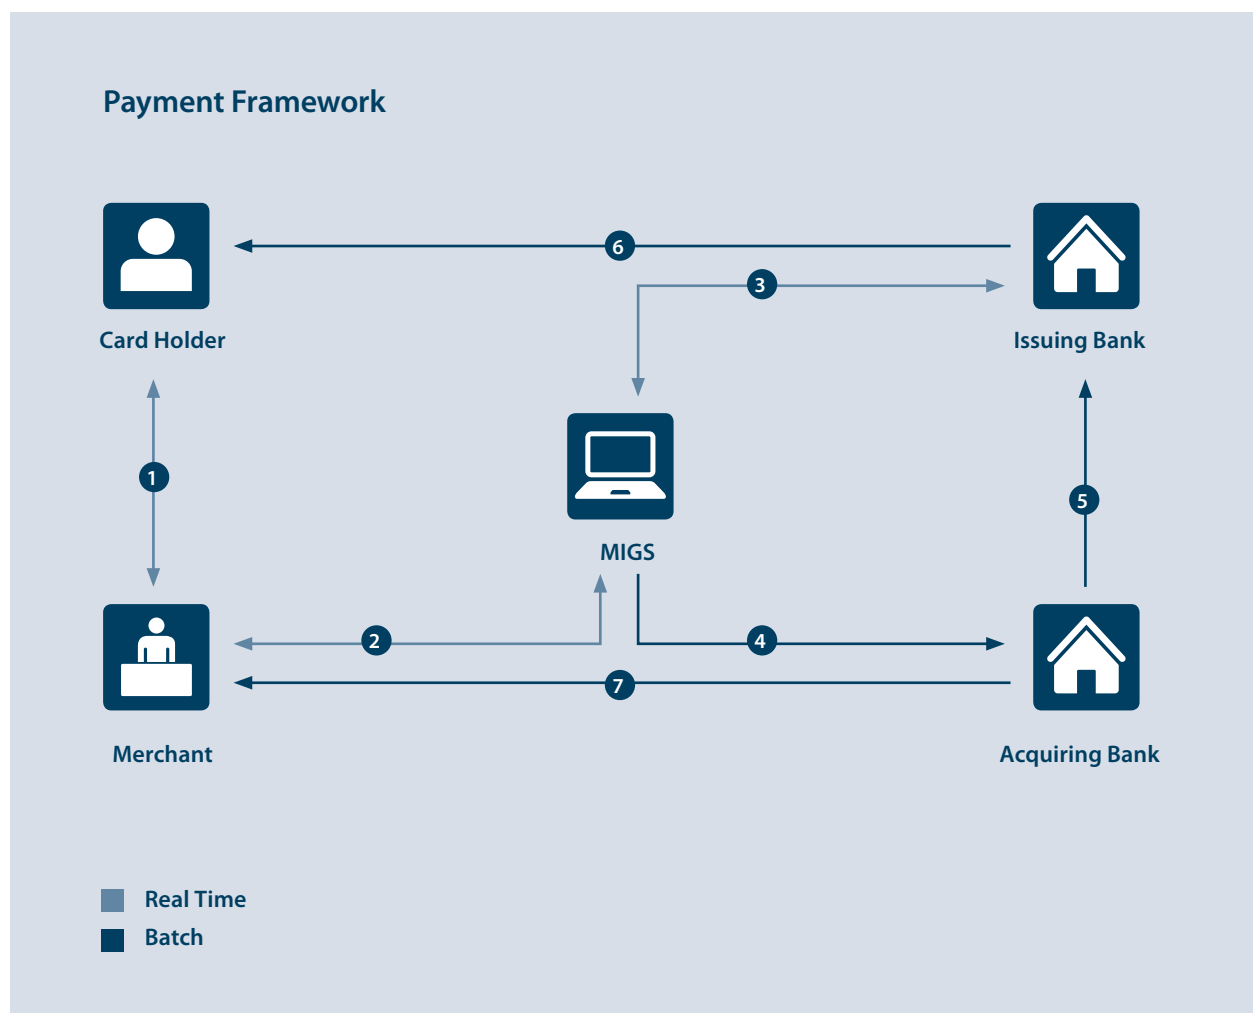 Payment Framework
6
3
Card Holder
Issuing Bank
1
5
MIGS
2
4
7
Merchant
Acquiring Bank
Real Time
Batch